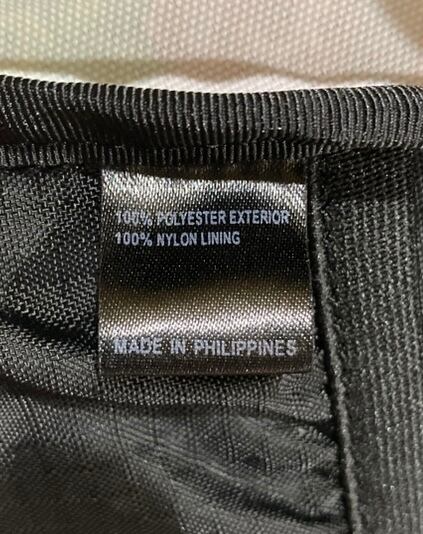 100% POLYESTER EXTERIOR
100% NYLON LINING
MADE IN PHILIPPINES